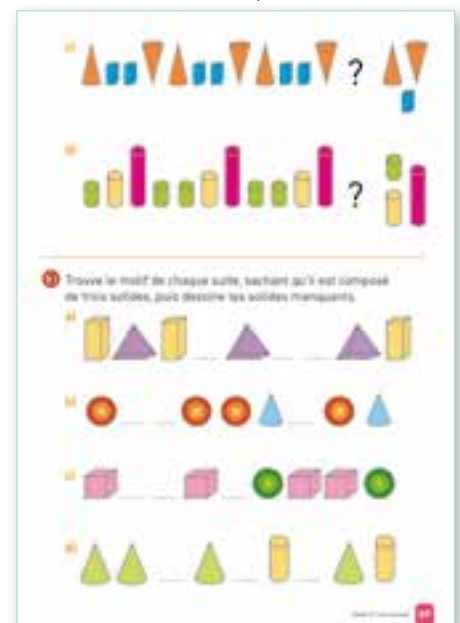 ?
?
Trouve le motif de chaque suite, sachant qu'il est composé
de trois solides, puis dessine les solides manquants.
a)
b)
c)
d)